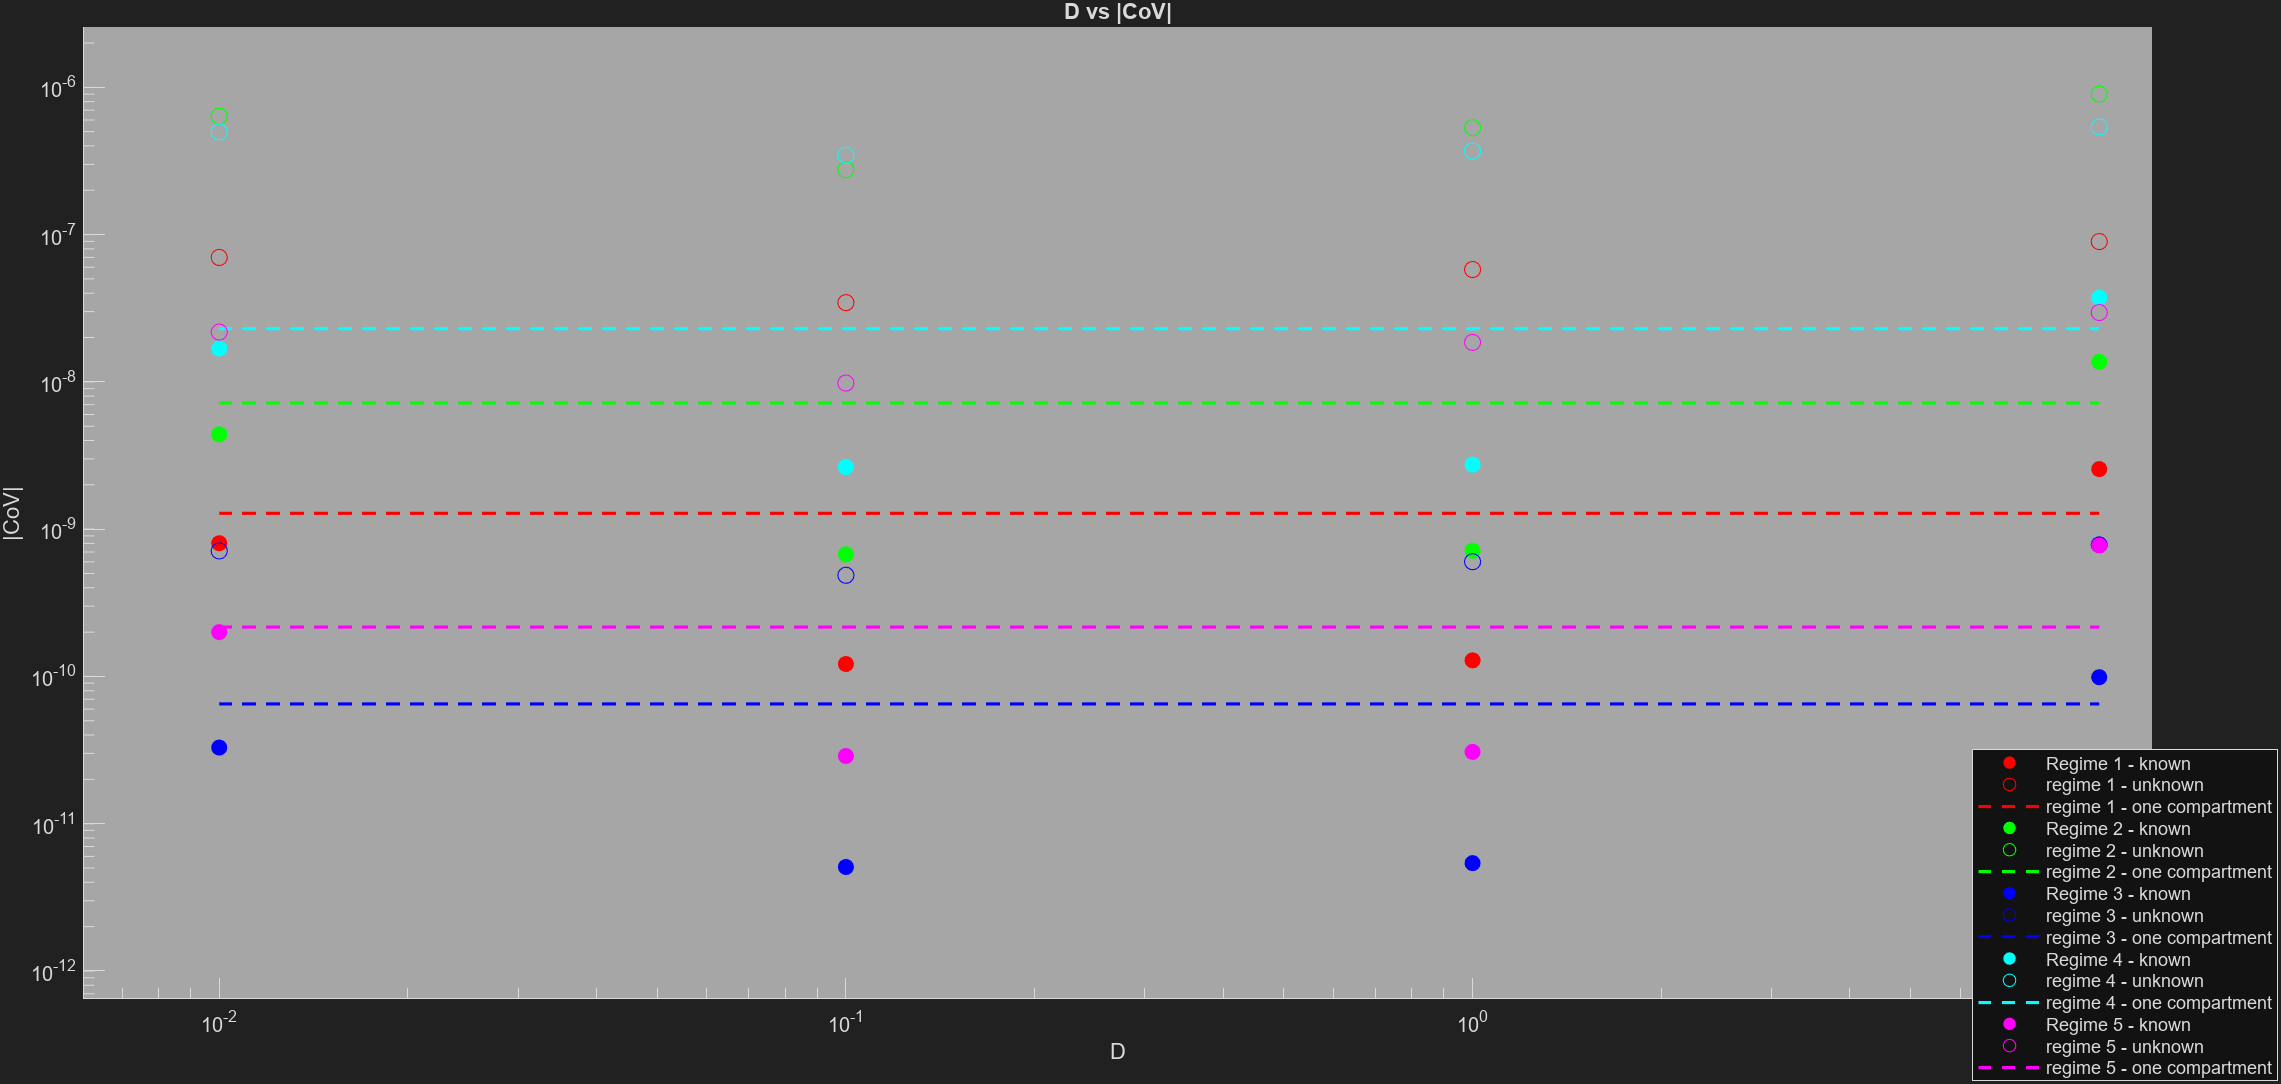 D vs |CoV|
10^-6
10^-7
10^-8
10^-9
10^-10
10^-11
10^-12
|CoV|
10^-2
10^-1
10^0
D
Regime 1 - known
regime 1 - unknown
regime 1 - one compartment
Regime 2 - known
regime 2 - unknown
regime 2 - one compartment
Regime 3 - known
regime 3 - unknown
regime 3 - one compartment
Regime 4 - known
regime 4 - unknown
regime 4 - one compartment
Regime 5 - known
regime 5 - unknown
regime 5 - one compartment